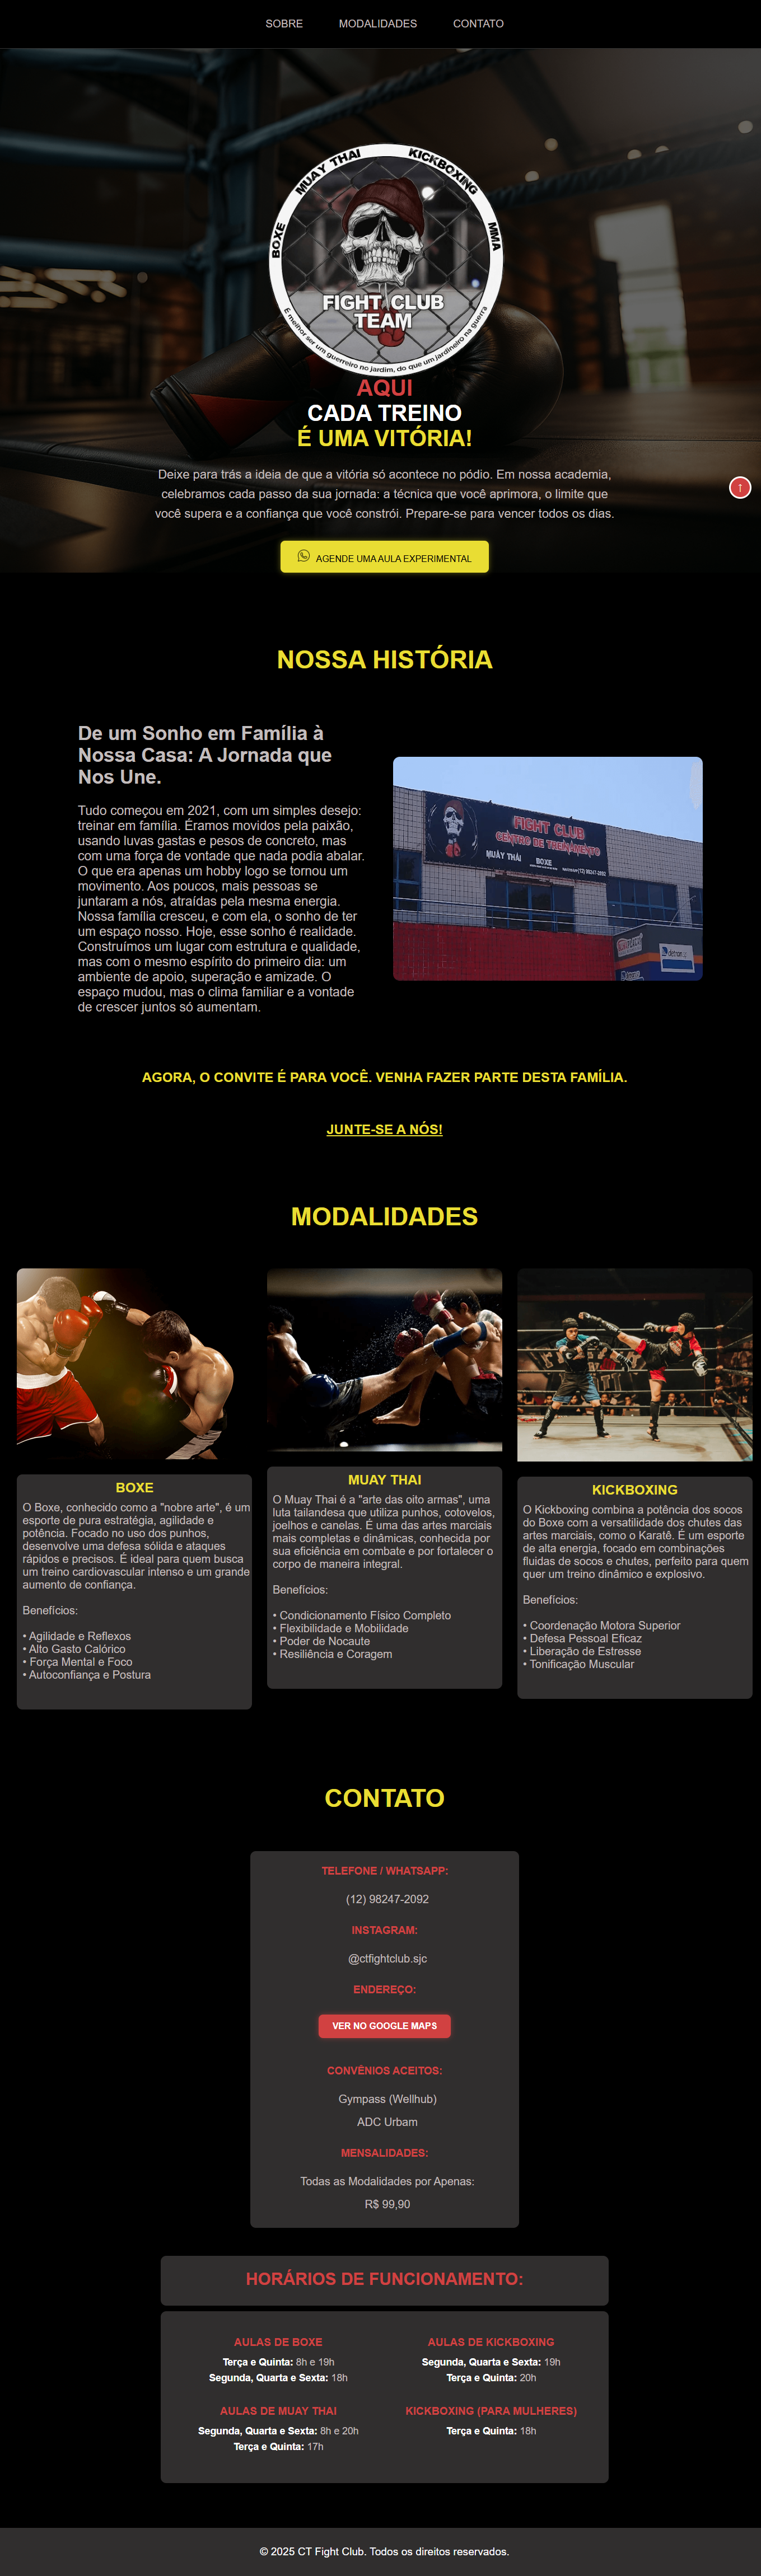 SOBRE
MODALIDADES
CONTATO
BOXE
MUAY THAI
KICKBOXING
MMA
FIGHT CLUB
TEAM
É melhor ser um guerreiro no jardim, do que um jardineiro na guerra
AQUI
CADA TREINO
É UMA VITÓRIA!
Deixe para trás a ideia de que a vitória só acontece no pódio. Em nossa academia,
celebramos cada passo da sua jornada: a técnica que você aprimora, o limite que
você supera e a confiança que você constrói. Prepare-se para vencer todos os dias.
↑
AGENDE UMA AULA EXPERIMENTAL
NOSSA HISTÓRIA
De um Sonho em Família à
Nossa Casa: A Jornada que
Nos Une.
Tudo começou em 2021, com um simples desejo:
treinar em família. Éramos movidos pela paixão,
usando luvas gastas e pesos de concreto, mas
com uma força de vontade que nada podia abalar.
O que era apenas um hobby logo se tornou um
movimento. Aos poucos, mais pessoas se
juntaram a nós, atraídas pela mesma energia.
Nossa família cresceu, e com ela, o sonho de ter
um espaço nosso. Hoje, esse sonho é realidade.
Construímos um lugar com estrutura e qualidade,
mas com o mesmo espírito do primeiro dia: um
ambiente de apoio, superação e amizade. O
espaço mudou, mas o clima familiar e a vontade
de crescer juntos só aumentam.
FIGHT CLUB
CENTRO DE TREINAMENTO
MUAY THAI
BOXE
(12) 98247-2092
AGORA, O CONVITE É PARA VOCÊ. VENHA FAZER PARTE DESTA FAMÍLIA.
JUNTE-SE A NÓS!
MODALIDADES
BOXE
O Boxe, conhecido como a "nobre arte", é um
esporte de pura estratégia, agilidade e
potência. Focado no uso dos punhos,
desenvolve uma defesa sólida e ataques
rápidos e precisos. É ideal para quem busca
um treino cardiovascular intenso e um grande
aumento de confiança.
Benefícios:
• Agilidade e Reflexos
• Alto Gasto Calórico
• Força Mental e Foco
• Autoconfiança e Postura
MUAY THAI
O Muay Thai é a "arte das oito armas", uma
luta tailandesa que utiliza punhos, cotovelos,
joelhos e canelas. É uma das artes marciais
mais completas e dinâmicas, conhecida por
sua eficiência em combate e por fortalecer o
corpo de maneira integral.
Benefícios:
• Condicionamento Físico Completo
• Flexibilidade e Mobilidade
• Poder de Nocaute
• Resiliência e Coragem
KICKBOXING
O Kickboxing combina a potência dos socos
do Boxe com a versatilidade dos chutes das
artes marciais, como o Karatê. É um esporte
de alta energia, focado em combinações
fluidas de socos e chutes, perfeito para quem
quer um treino dinâmico e explosivo.
Benefícios:
• Coordenação Motora Superior
• Defesa Pessoal Eficaz
• Liberação de Estresse
• Tonificação Muscular
CONTATO
TELEFONE / WHATSAPP:
(12) 98247-2092
INSTAGRAM:
@ctfightclub.sjc
ENDEREÇO:
VER NO GOOGLE MAPS
CONVÊNIOS ACEITOS:
Gympass (Wellhub)
ADC Urbam
MENSALIDADES:
Todas as Modalidades por Apenas:
R$ 99,90
HORÁRIOS DE FUNCIONAMENTO:
AULAS DE BOXE
Terça e Quinta: 8h e 19h
Segunda, Quarta e Sexta: 18h
AULAS DE KICKBOXING
Segunda, Quarta e Sexta: 19h
Terça e Quinta: 20h
AULAS DE MUAY THAI
Segunda, Quarta e Sexta: 8h e 20h
Terça e Quinta: 17h
KICKBOXING (PARA MULHERES)
Terça e Quinta: 18h
© 2025 CT Fight Club. Todos os direitos reservados.